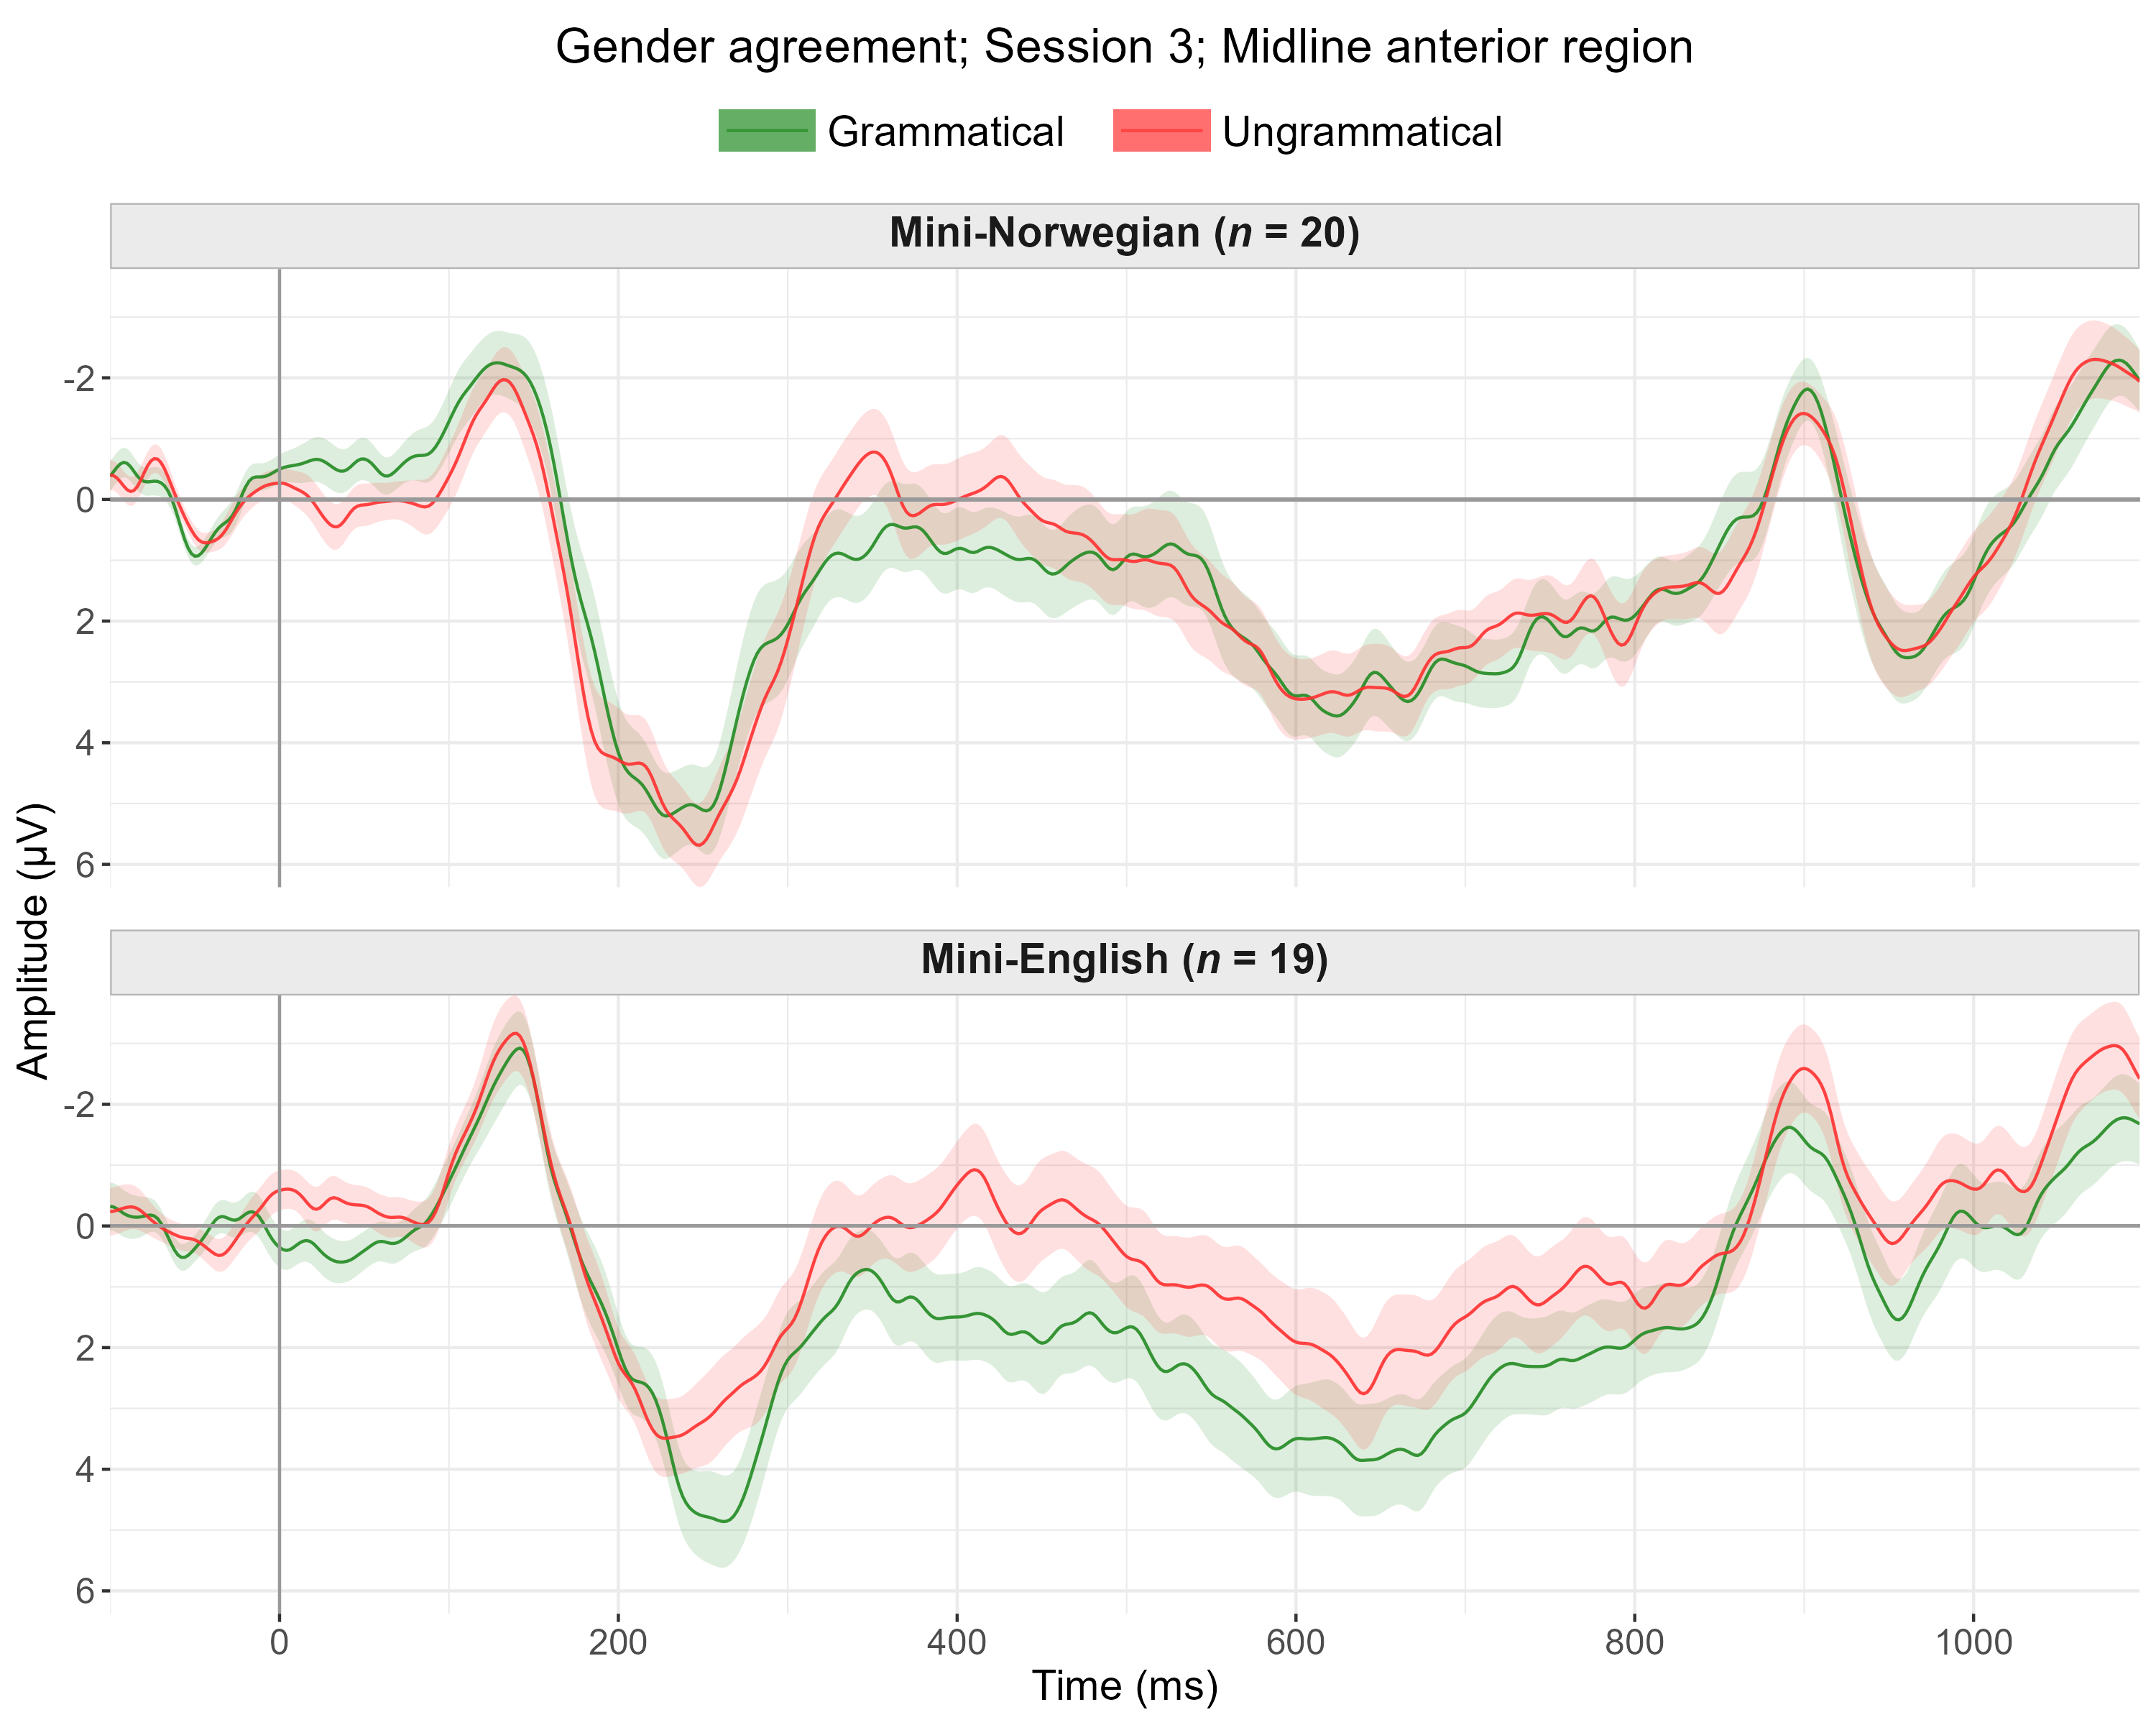 Gender agreement; Session 3; Midline anterior region
Grammatical Ungrammatical
Mini-Norwegian (n = 20)
-2
0
2
4
6
Mini-English (n = 19)
-2
0
2
4
6
0 200 400 600 800 1000
Time (ms)
Amplitude (µV)